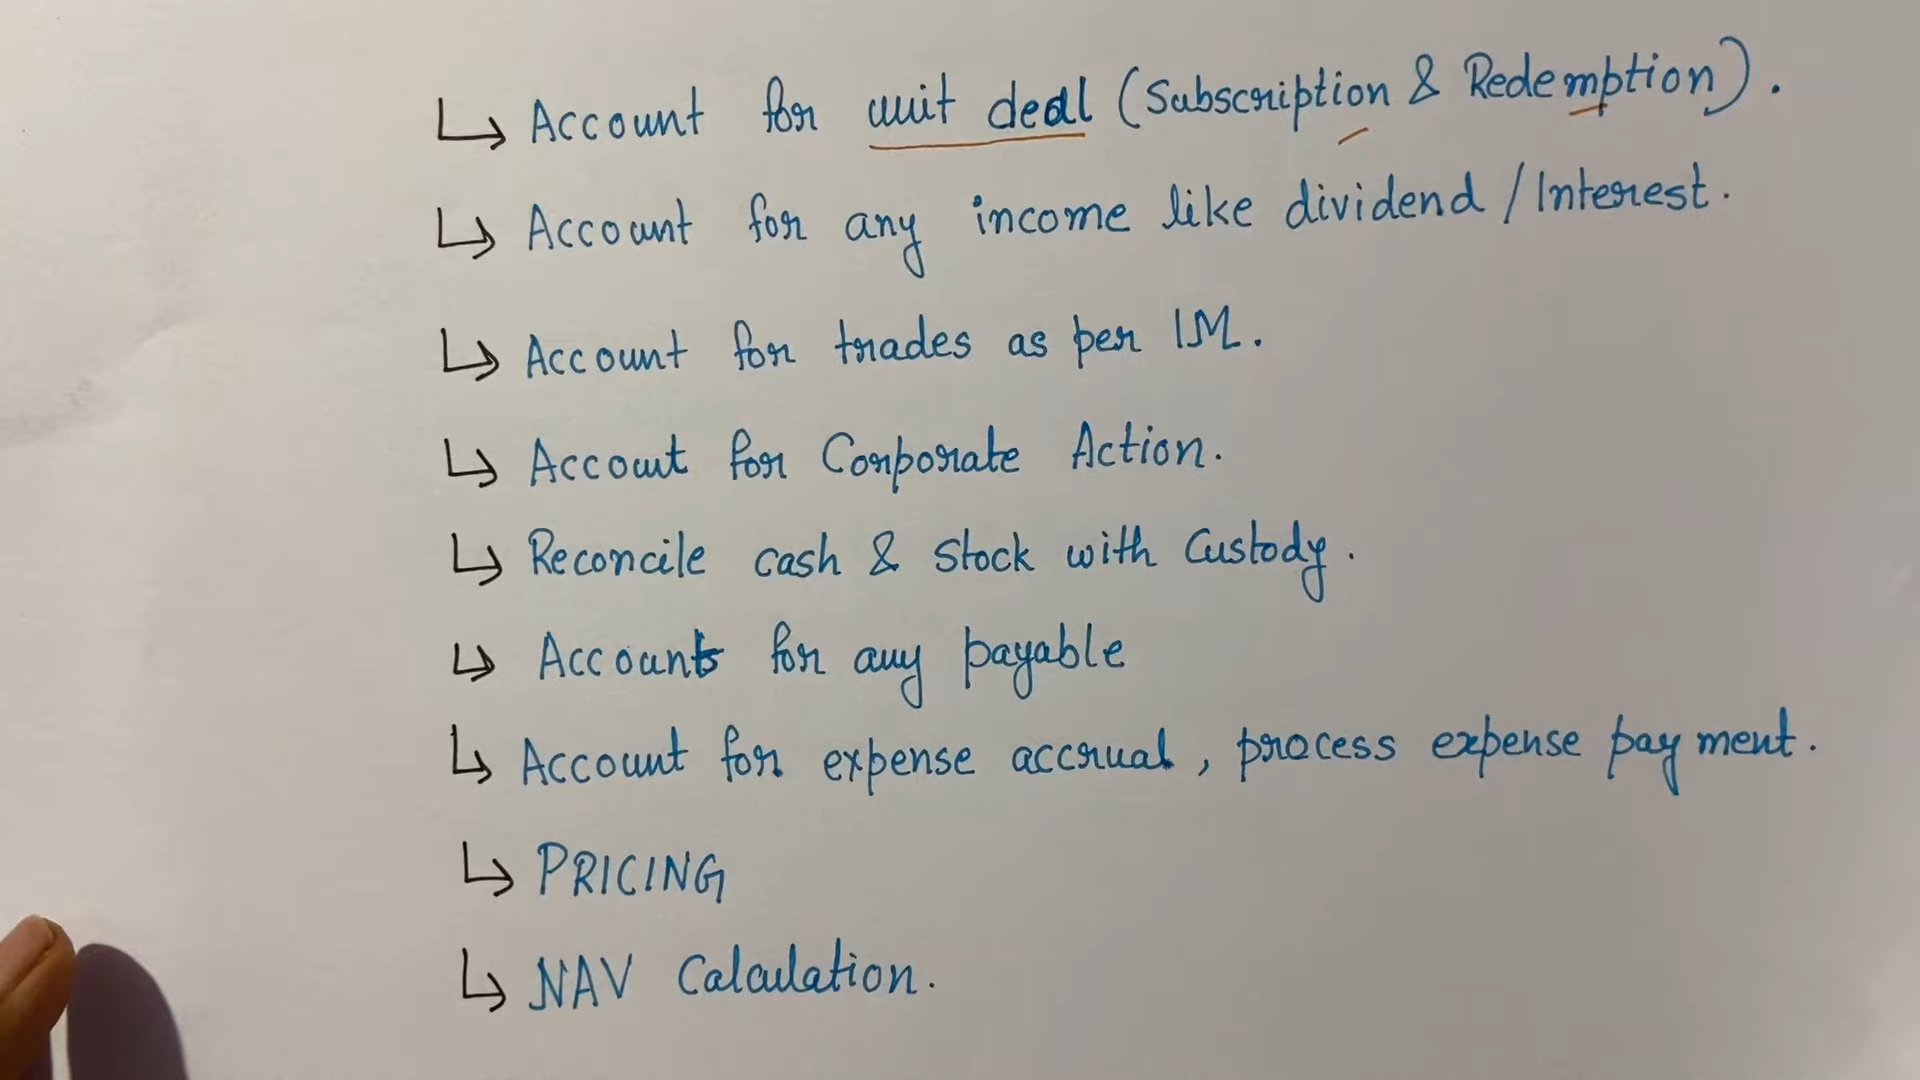 ↳ Account for unit deal (Subscription & Redemption).
↳ Account for any income like dividend / Interest.
↳ Account for trades as per IM.
↳ Account for Corporate Action.
↳ Reconcile cash & stock with Custody.
↳ Account for any payable
↳ Account for expense accrual, process expense payment.
↳ PRICING
↳ NAV Calculation.